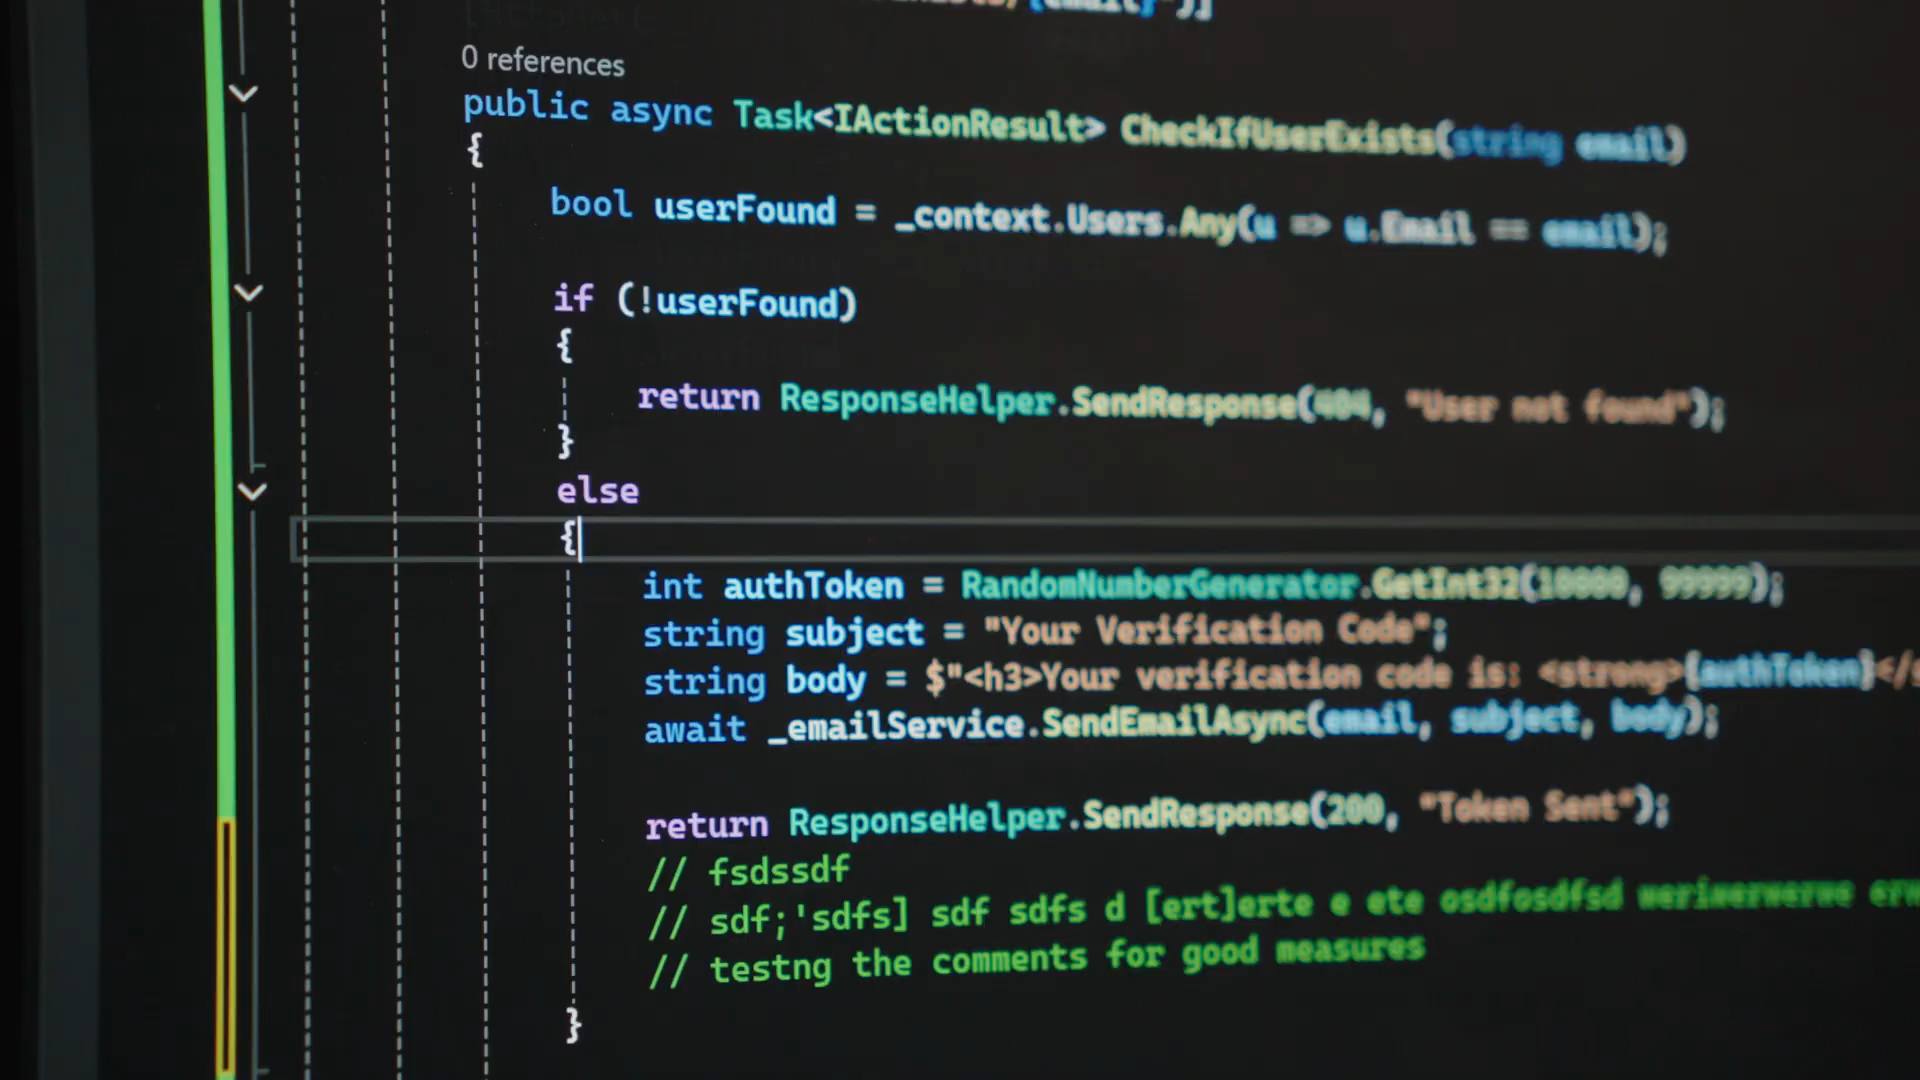 {email}")]
0 references
public async Task<IActionResult> CheckIfUserExists(string email)
{
bool userFound = _context.Users.Any(u => u.Email == email);
if (!userFound)
{
return ResponseHelper.SendResponse(404, "User not found");
}
else
{
int authToken = RandomNumberGenerator.GetInt32(10000, 99999);
string subject = "Your Verification Code";
string body = $"<h3>Your verification code is: <strong>{authToken}</s
await _emailService.SendEmailAsync(email, subject, body);
return ResponseHelper.SendResponse(200, "Token Sent");
// fsdssdf
// sdf;'sdfs] sdf sdfs d [ert]erte e ete osdfosdfsd
// testng the comments for good measures
}